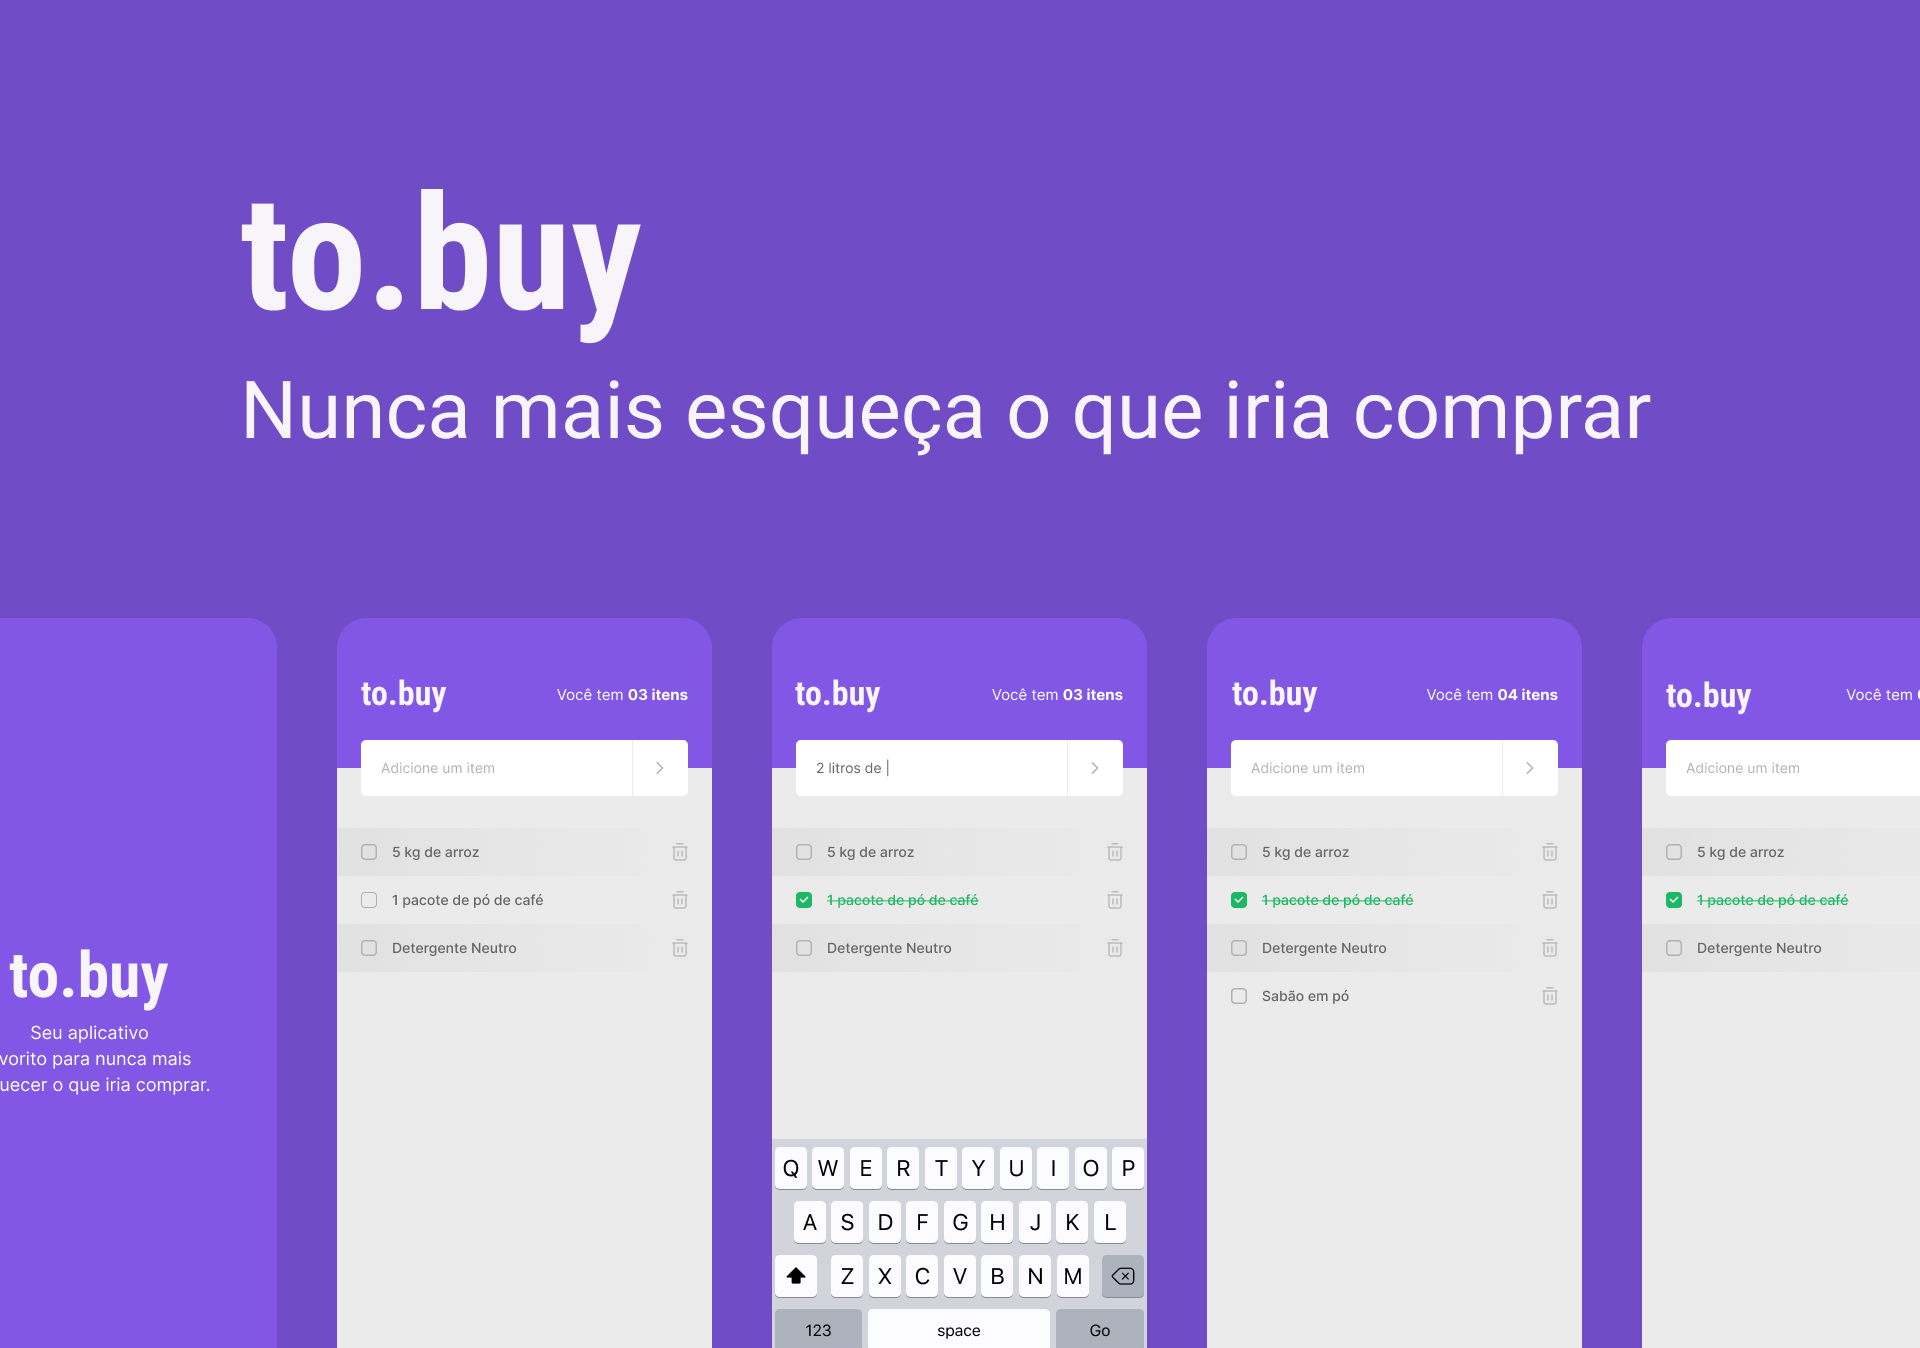 to.buy
Nunca mais esqueça o que iria comprar
to.buy
Seu aplicativo
para nunca mais
o que iria comprar.
to.buy
Você tem 03 itens
Adicione um item
5 kg de arroz
1 pacote de pó de café
Detergente Neutro
to.buy
Você tem 03 itens
2 litros de
5 kg de arroz
1 pacote de pó de café
Detergente Neutro
Q W E R T Y U I O P
A S D F G H J K L
Z X C V B N M
123 space Go
to.buy
Você tem 04 itens
Adicione um item
5 kg de arroz
1 pacote de pó de café
Detergente Neutro
Sabão em pó
to.buy
Você tem
Adicione um item
5 kg de arroz
1 pacote de pó de café
Detergente Neutro